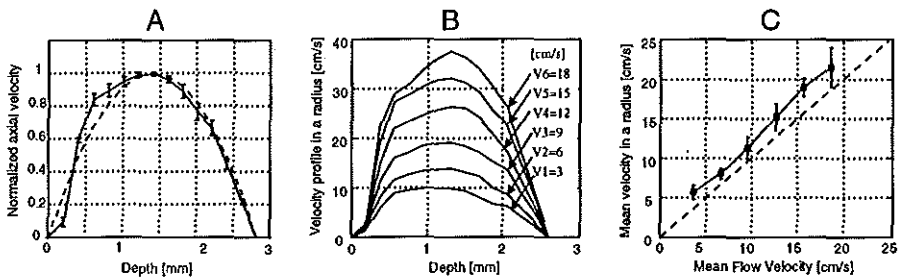 A
B
C
Normalized axial velocity
1
0.8
0.6
0.4
0.2
0
0
1
2
3
Depth [mm]
Velocity profile in a radius [cm/s]
40
30
20
10
0
0
1
2
3
Depth [mm]
[cm/s]
V6=18
V5=15
V4=12
V3=9
V2=6
V1=3
Mean velocity in a radius [cm/s]
25
20
15
10
5
0
0
5
10
15
20
25
Mean Flow Velocity [cm/s]